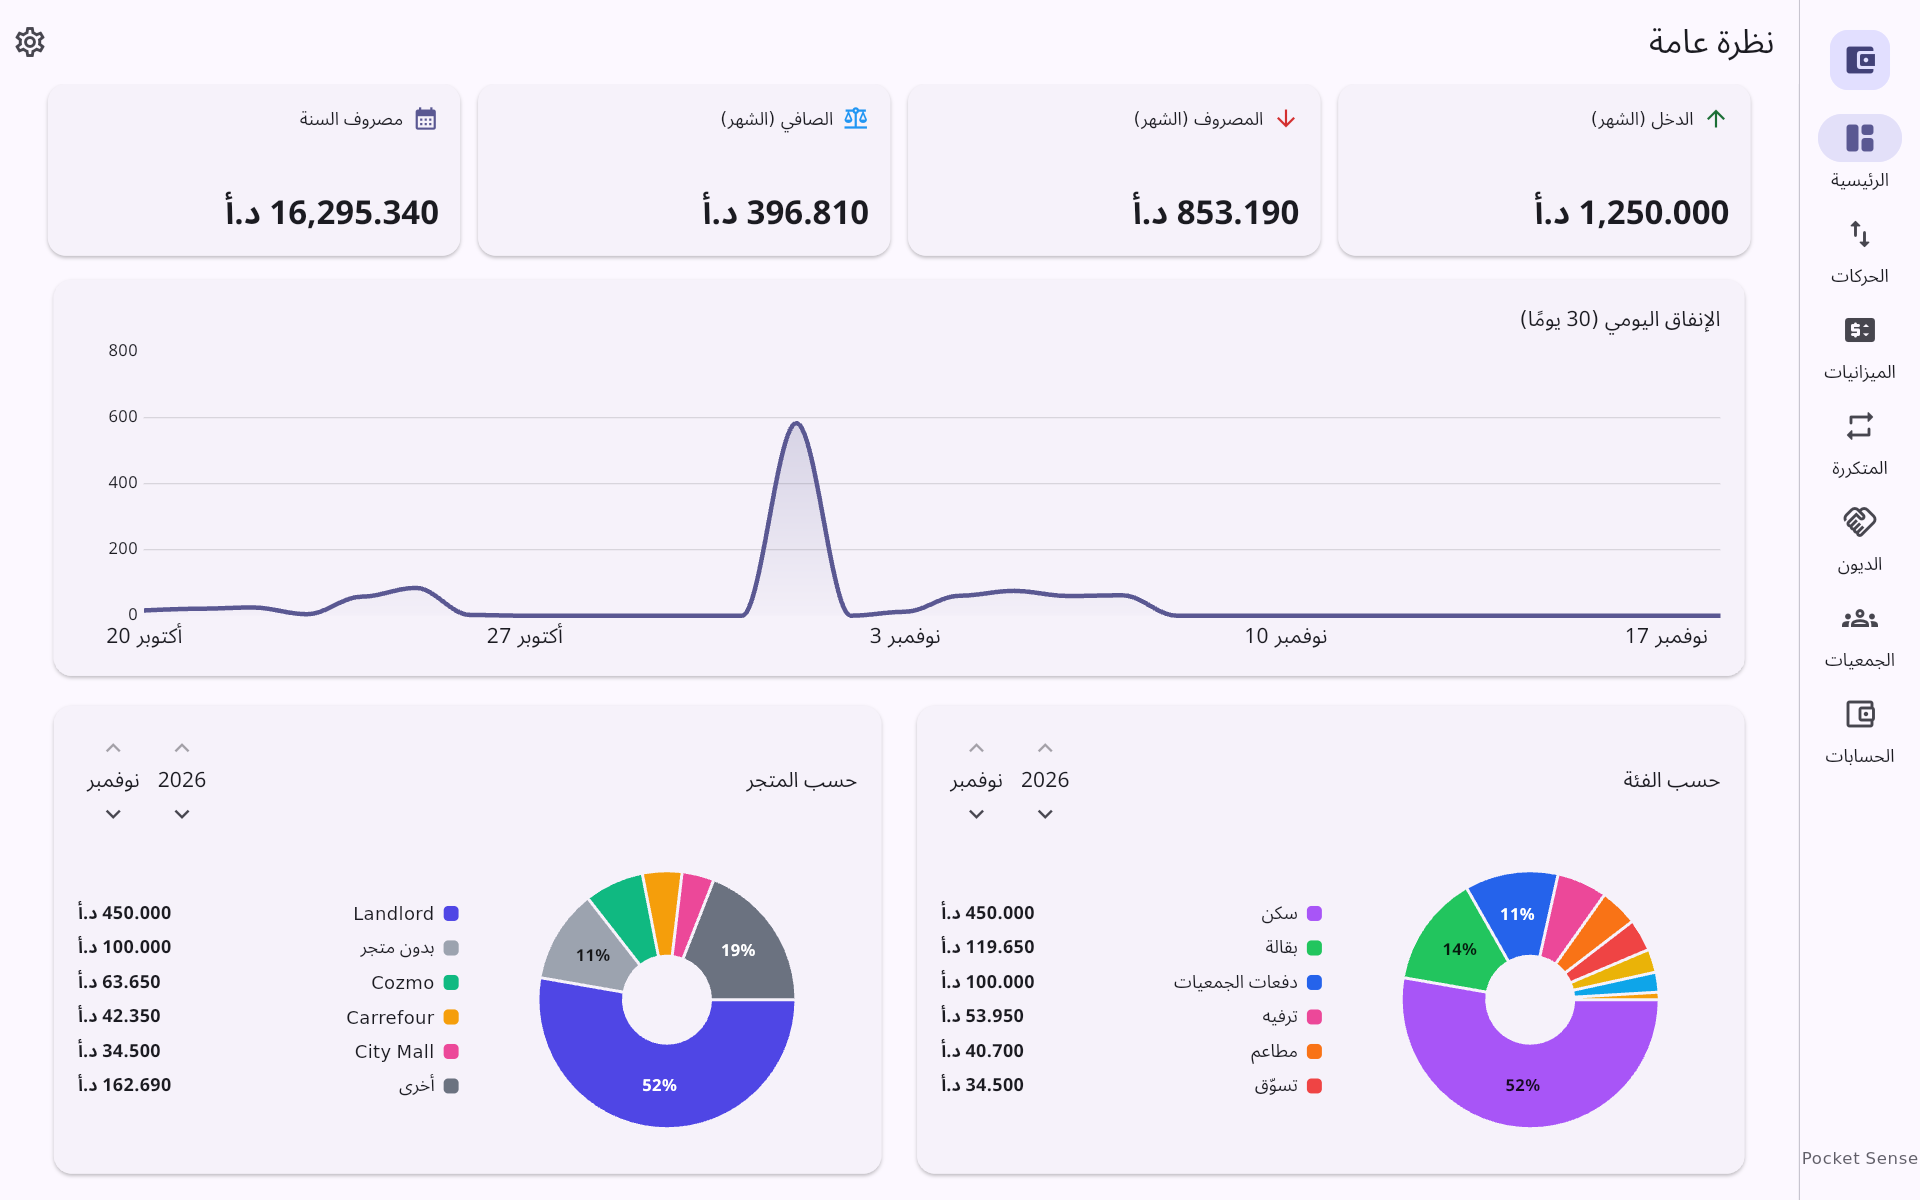 نظرة عامة
الرئيسية
الحركات
الميزانيات
المتكررة
الديون
الجمعيات
الحسابات
Pocket Sense
الدخل (الشهر)
1,250.000 د.أ
المصروف (الشهر)
853.190 د.أ
الصافي (الشهر)
396.810 د.أ
مصروف السنة
16,295.340 د.أ
الإنفاق اليومي (30 يومًا)
800
600
400
200
0
20 أكتوبر
27 أكتوبر
3 نوفمبر
10 نوفمبر
17 نوفمبر
حسب الفئة
2026 نوفمبر
11%
14%
52%
سكن 450.000 د.أ
بقالة 119.650 د.أ
دفعات الجمعيات 100.000 د.أ
ترفيه 53.950 د.أ
مطاعم 40.700 د.أ
تسوّق 34.500 د.أ
حسب المتجر
2026 نوفمبر
19%
11%
52%
Landlord 450.000 د.أ
بدون متجر 100.000 د.أ
Cozmo 63.650 د.أ
Carrefour 42.350 د.أ
City Mall 34.500 د.أ
أخرى 162.690 د.أ